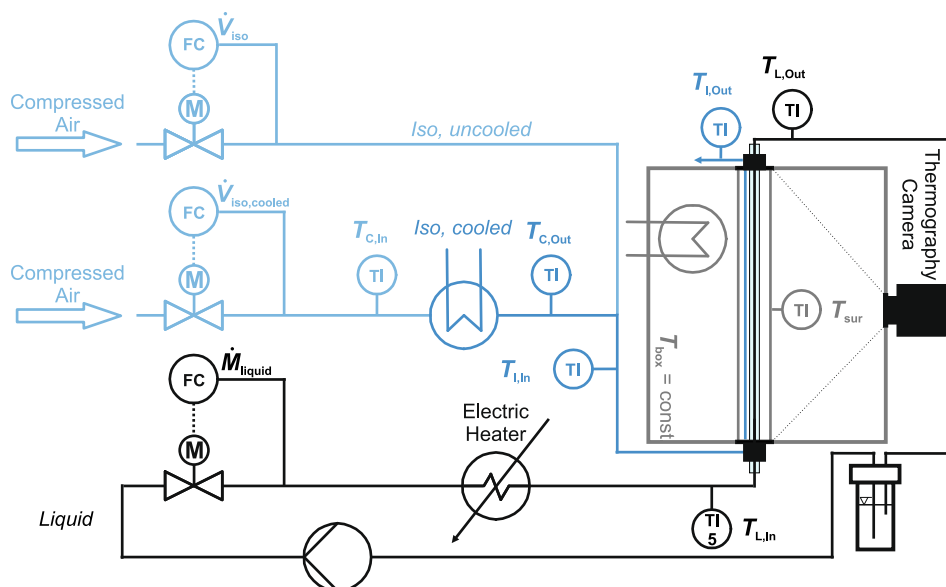 FC
V̇iso
M
Compressed
Air
Iso, uncooled
TI
TI,Out
TL,Out
TI
Thermography
Camera
FC
V̇iso,cooled
M
Compressed
Air
TC,In
TI
Iso, cooled
TC,Out
TI
TI
Tsur
Tbox = const
TI,In
TI
FC
Ṁliquid
M
Electric
Heater
Liquid
TI
5
TL,In